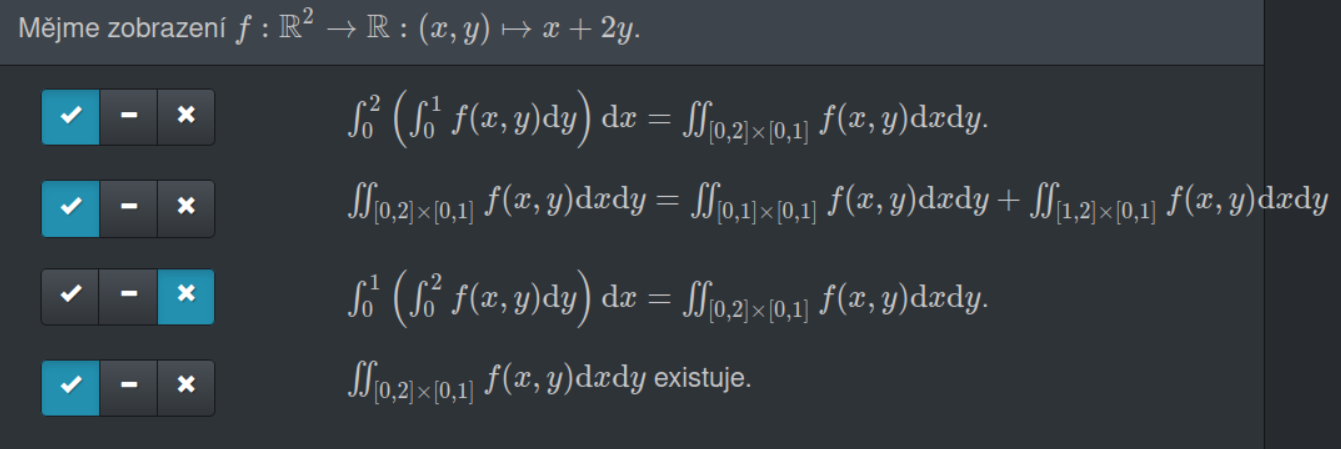 Mějme zobrazení f : ℝ² → ℝ : (x, y) ↦ x + 2y.
∫₀² (∫₀¹ f(x, y)dy) dx = ∬_{[0,2]×[0,1]} f(x, y)dxdy.
∬_{[0,2]×[0,1]} f(x, y)dxdy = ∬_{[0,1]×[0,1]} f(x, y)dxdy + ∬_{[1,2]×[0,1]} f(x, y)dxdy
∫₀¹ (∫₀² f(x, y)dy) dx = ∬_{[0,2]×[0,1]} f(x, y)dxdy.
∬_{[0,2]×[0,1]} f(x, y)dxdy existuje.